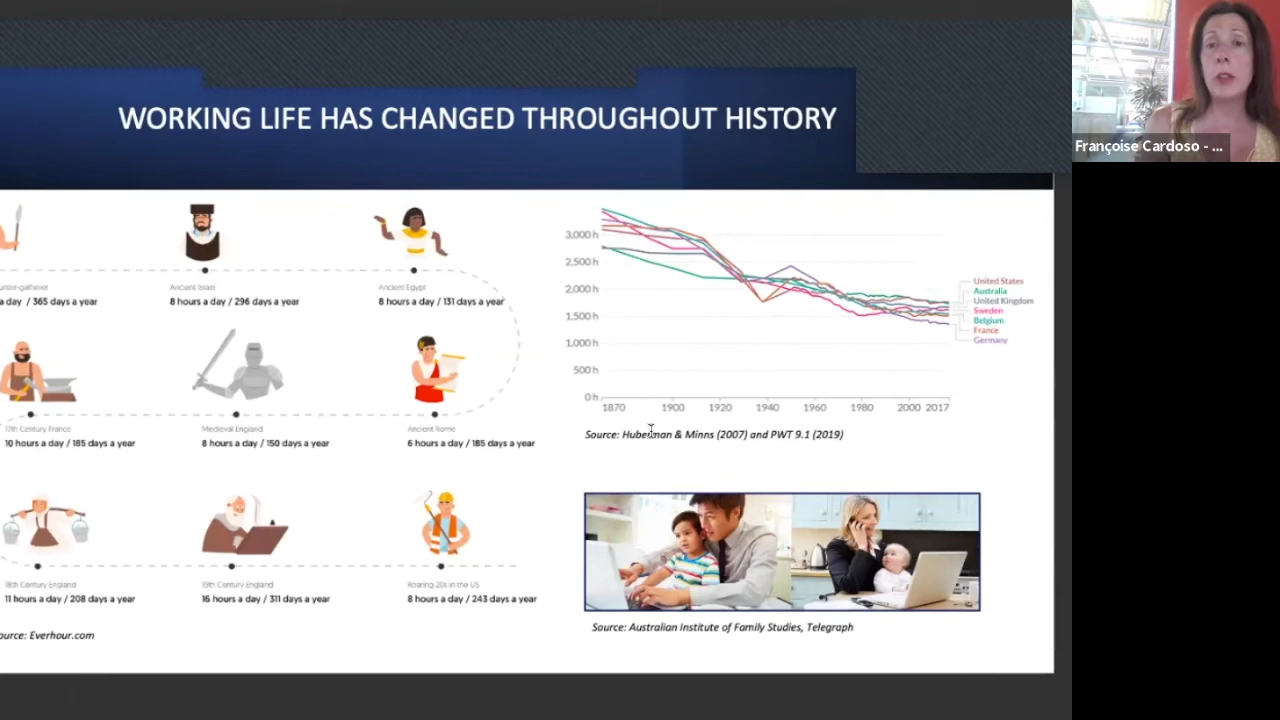 WORKING LIFE HAS CHANGED THROUGHOUT HISTORY
Françoise Cardoso - ...
Ancient Israel
Ancient Egypt
a day / 365 days a year
8 hours a day / 296 days a year
8 hours a day / 131 days a year
17th Century France
Medieval England
Ancient Rome
10 hours a day / 185 days a year
8 hours a day / 150 days a year
6 hours a day / 185 days a year
18th Century England
19th Century England
Roaring 20s in the US
11 hours a day / 208 days a year
16 hours a day / 311 days a year
8 hours a day / 243 days a year
ource: Everhour.com
3,000 h
2,500 h
2,000 h
1,500 h
1,000 h
500 h
0 h
1870
1900
1920
1940
1960
1980
2000
2017
United States
Australia
United Kingdom
Sweden
Belgium
France
Germany
Source: Huberman & Minns (2007) and PWT 9.1 (2019)
Source: Australian Institute of Family Studies, Telegraph